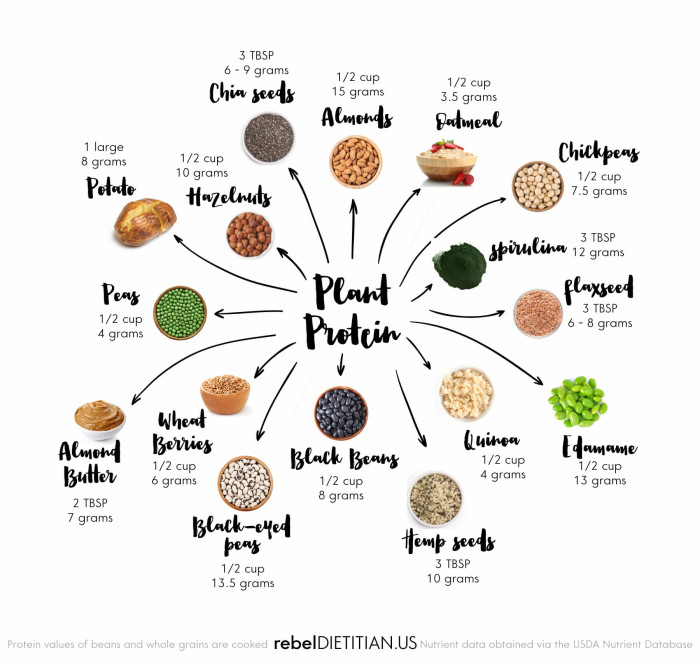 3 TBSP
6 - 9 grams
Chia seeds
1/2 cup
15 grams
Almonds
1/2 cup
3.5 grams
Oatmeal
Chickpeas
1/2 cup
7.5 grams
1 large
8 grams
Potato
1/2 cup
10 grams
Hazelnuts
spirulina
3 TBSP
12 grams
flaxseed
3 TBSP
6 - 8 grams
Plant
Protein
Peas
1/2 cup
4 grams
Almond
Butter
2 TBSP
7 grams
Wheat
Berries
1/2 cup
6 grams
Black-eyed
peas
1/2 cup
13.5 grams
Black Beans
1/2 cup
8 grams
Hemp seeds
3 TBSP
10 grams
Quinoa
1/2 cup
4 grams
Edamame
1/2 cup
13 grams
Protein values of beans and whole grains are cooked rebelDIETITIAN.US Nutrient data obtained via the USDA Nutrient Database